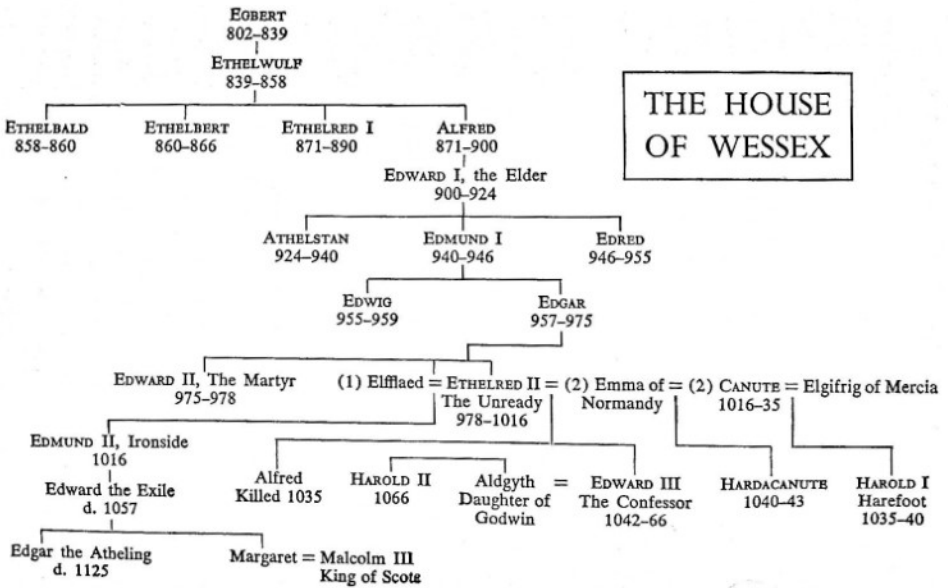 EGBERT
802–839
ETHELWULF
839–858
THE HOUSE
OF WESSEX
ETHELBALD
858–860
ETHELBERT
860–866
ETHELRED I
871–890
ALFRED
871–900
EDWARD I, the Elder
900–924
ATHELSTAN
924–940
EDMUND I
940–946
EDRED
946–955
EDWIG
955–959
EDGAR
957–975
EDWARD II, The Martyr
975–978
(1) Elfflaed = ETHELRED II = (2) Emma of = (2) CANUTE = Elgifrig of Mercia
The Unready
978–1016
Normandy
1016–35
EDMUND II, Ironside
1016
Alfred
Killed 1035
HAROLD II
1066
Aldgyth =
Daughter of
Godwin
EDWARD III
The Confessor
1042–66
HARDACANUTE
1040–43
HAROLD I
Harefoot
1035–40
Edward the Exile
d. 1057
Edgar the Atheling
d. 1125
Margaret = Malcolm III
King of Scots